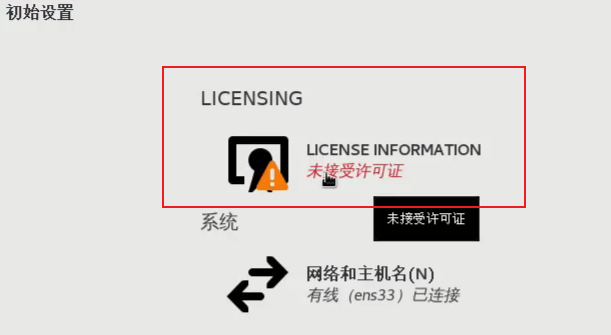 初始设置
LICENSING
LICENSE INFORMATION
未接受许可证
未接受许可证
系统
网络和主机名(N)
有线（ens33）已连接